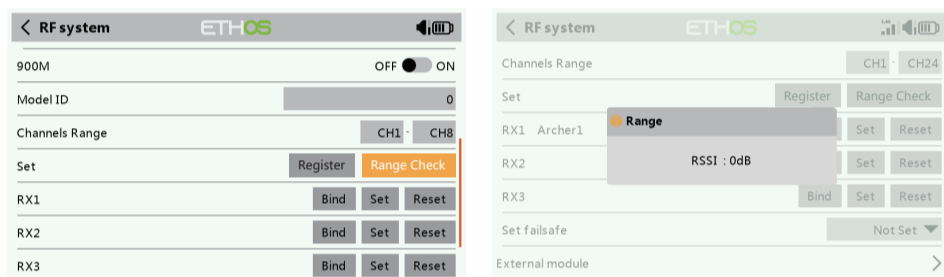 RF system ETHOS
900M OFF ON
Model ID 0
Channels Range CH1 - CH8
Set Register Range Check
RX1 Bind Set Reset
RX2 Bind Set Reset
RX3 Bind Set Reset
RF system ETHOS
Channels Range CH1 - CH24
Set Register Range Check
RX1 Archer1 Set Reset
Range
RSSI : 0dB
RX2 Set Reset
RX3 Bind Set Reset
Set failsafe Not Set
External module